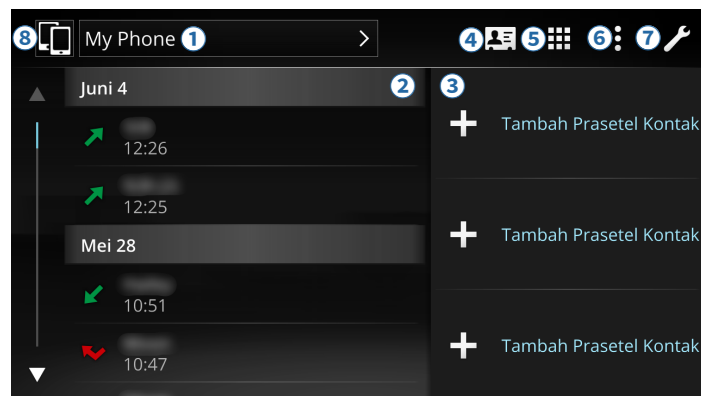 8 My Phone 1 4 5 6 7
Juni 4 2 3
12:26
12:25
Mei 28
10:51
10:47
Tambah Prasetel Kontak
Tambah Prasetel Kontak
Tambah Prasetel Kontak